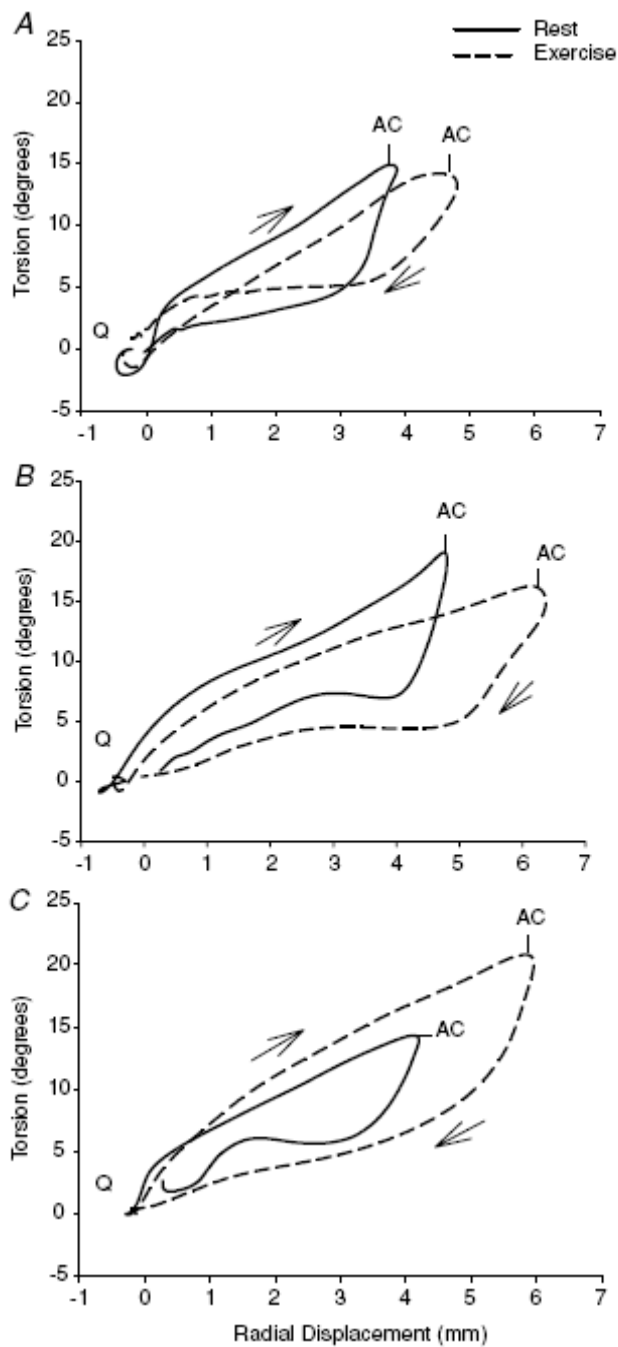 A
Rest
Exercise
25
20
15
10
5
0
-5
Torsion (degrees)
AC
AC
Q
-1 0 1 2 3 4 5 6 7
B
25
20
15
10
5
0
-5
Torsion (degrees)
AC
AC
Q
-1 0 1 2 3 4 5 6 7
C
25
20
15
10
5
0
-5
Torsion (degrees)
AC
AC
Q
-1 0 1 2 3 4 5 6 7
Radial Displacement (mm)